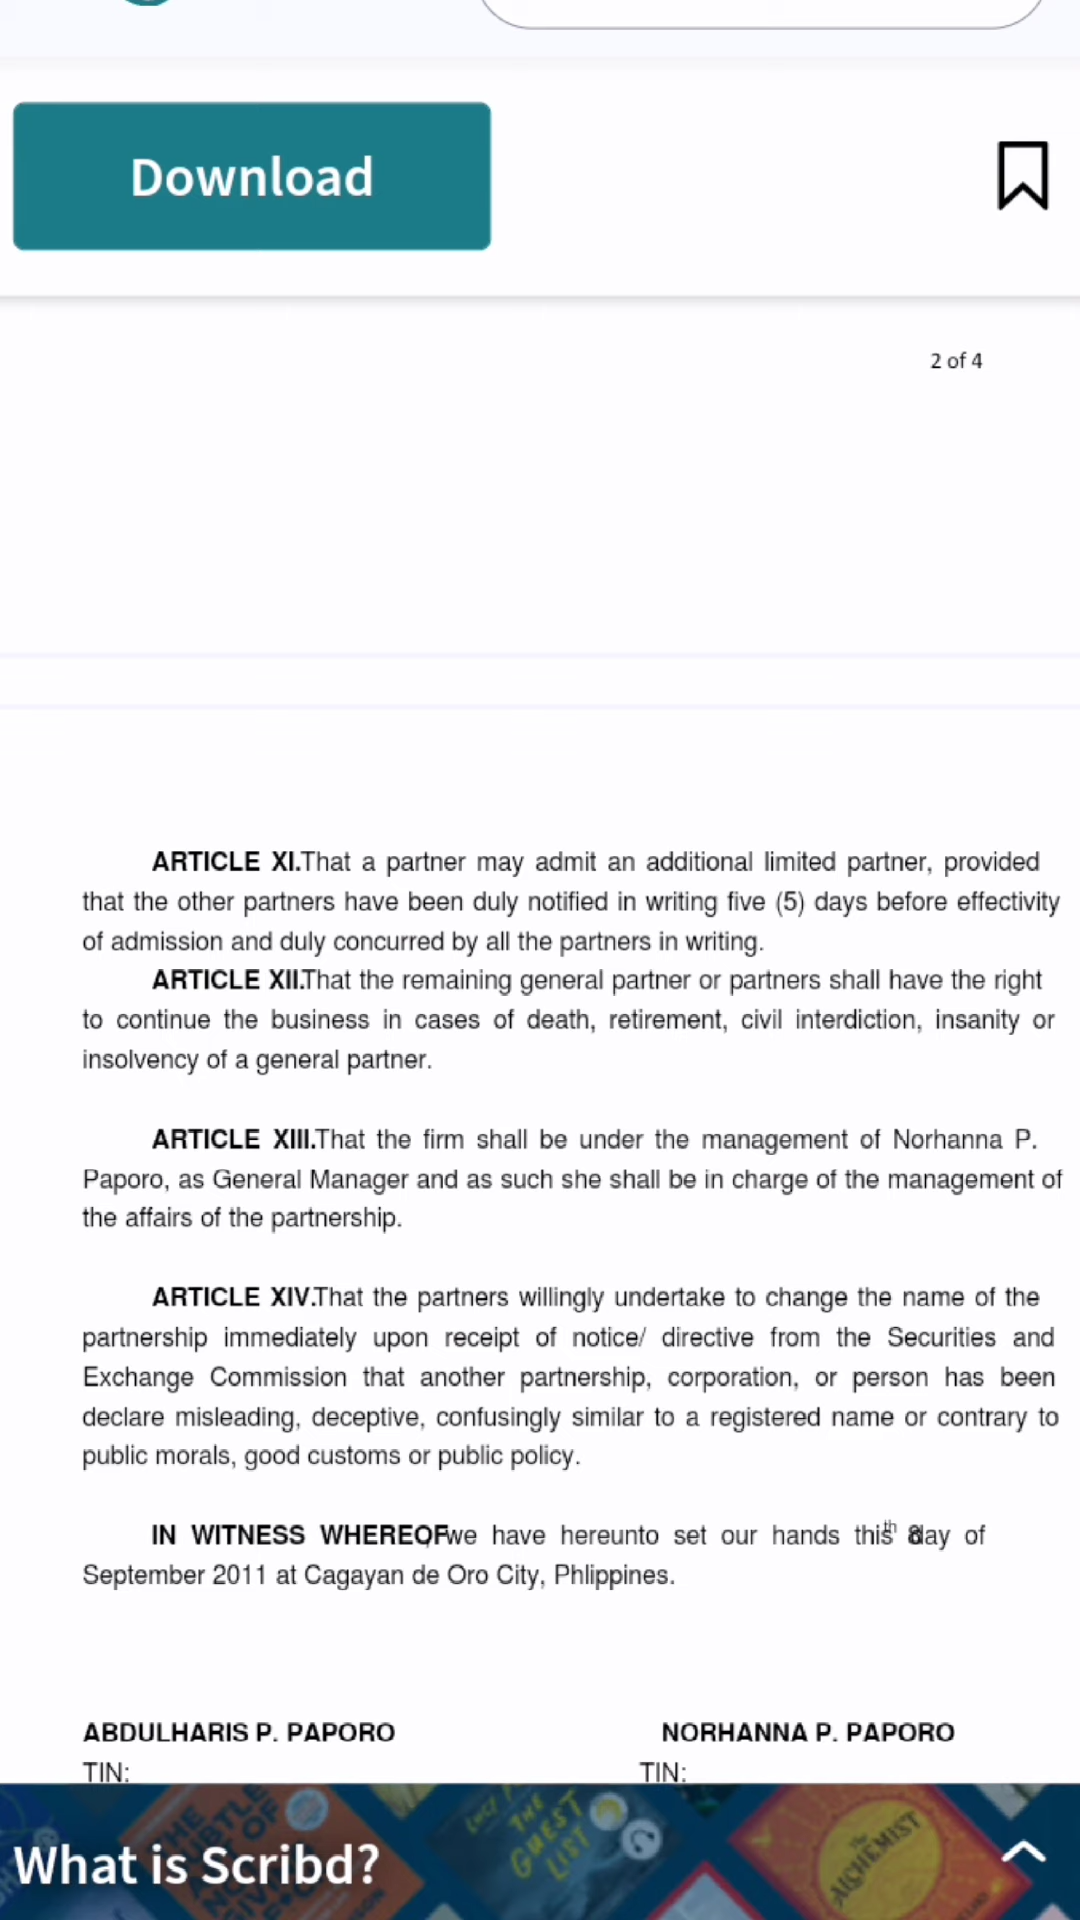 Download
2 of 4
ARTICLE XI.That a partner may admit an additional limited partner, provided
that the other partners have been duly notified in writing five (5) days before effectivity
of admission and duly concurred by all the partners in writing.
ARTICLE XII.That the remaining general partner or partners shall have the right
to continue the business in cases of death, retirement, civil interdiction, insanity or
insolvency of a general partner.
ARTICLE XIII.That the firm shall be under the management of Norhanna P.
Paporo, as General Manager and as such she shall be in charge of the management of
the affairs of the partnership.
ARTICLE XIV.That the partners willingly undertake to change the name of the
partnership immediately upon receipt of notice/ directive from the Securities and
Exchange Commission that another partnership, corporation, or person has been
declare misleading, deceptive, confusingly similar to a registered name or contrary to
public morals, good customs or public policy.
IN WITNESS WHEREOF, we have hereunto set our hands this 8th day of
September 2011 at Cagayan de Oro City, Phlippines.
ABDULHARIS P. PAPORO NORHANNA P. PAPORO
TIN: TIN:
THE
GUEST
LIST
The
ALCHEMIST
What is Scribd?